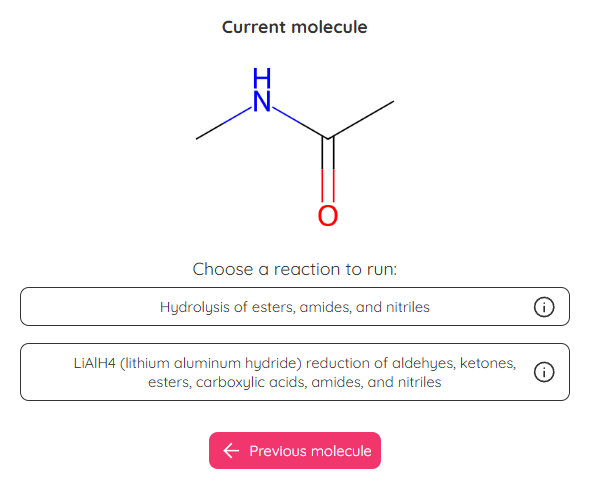 Current molecule
H
N
O
Choose a reaction to run:
Hydrolysis of esters, amides, and nitriles
i
LiAlH4 (lithium aluminum hydride) reduction of aldehyes, ketones,
esters, carboxylic acids, amides, and nitriles
i
← Previous molecule